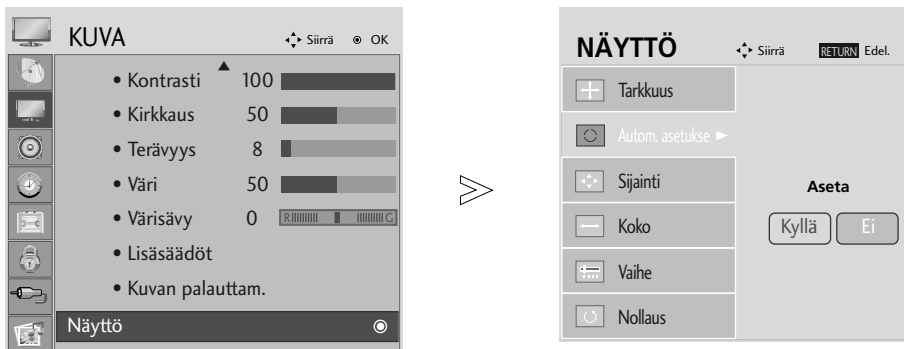 KUVA Siirrä OK
• Kontrasti 100
• Kirkkaus 50
• Terävyys 8
• Väri 50
• Värisävy 0 R G
• Lisäsäädöt
• Kuvan palauttam.
Näyttö
NÄYTTÖ Siirrä RETURN Edel.
Tarkkuus
Autom. asetukse
Sijainti
Koko
Vaihe
Nollaus
Aseta
Kyllä Ei